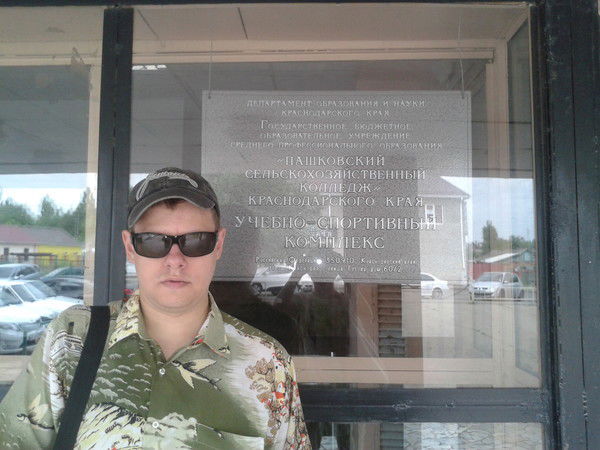 ДЕПАРТАМЕНТ ОБРАЗОВАНИЯ И НАУКИ
КРАСНОДАРСКОГО КРАЯ
ГОСУДАРСТВЕННОЕ БЮДЖЕТНОЕ
ОБРАЗОВАТЕЛЬНОЕ УЧРЕЖДЕНИЕ
СРЕДНЕГО ПРОФЕССИОНАЛЬНОГО ОБРАЗОВАНИЯ
«ПАШКОВСКИЙ
СЕЛЬСКОХОЗЯЙСТВЕННЫЙ
КОЛЛЕДЖ»
КРАСНОДАРСКОГО КРАЯ
УЧЕБНО-СПОРТИВНЫЙ
КОМПЛЕКС